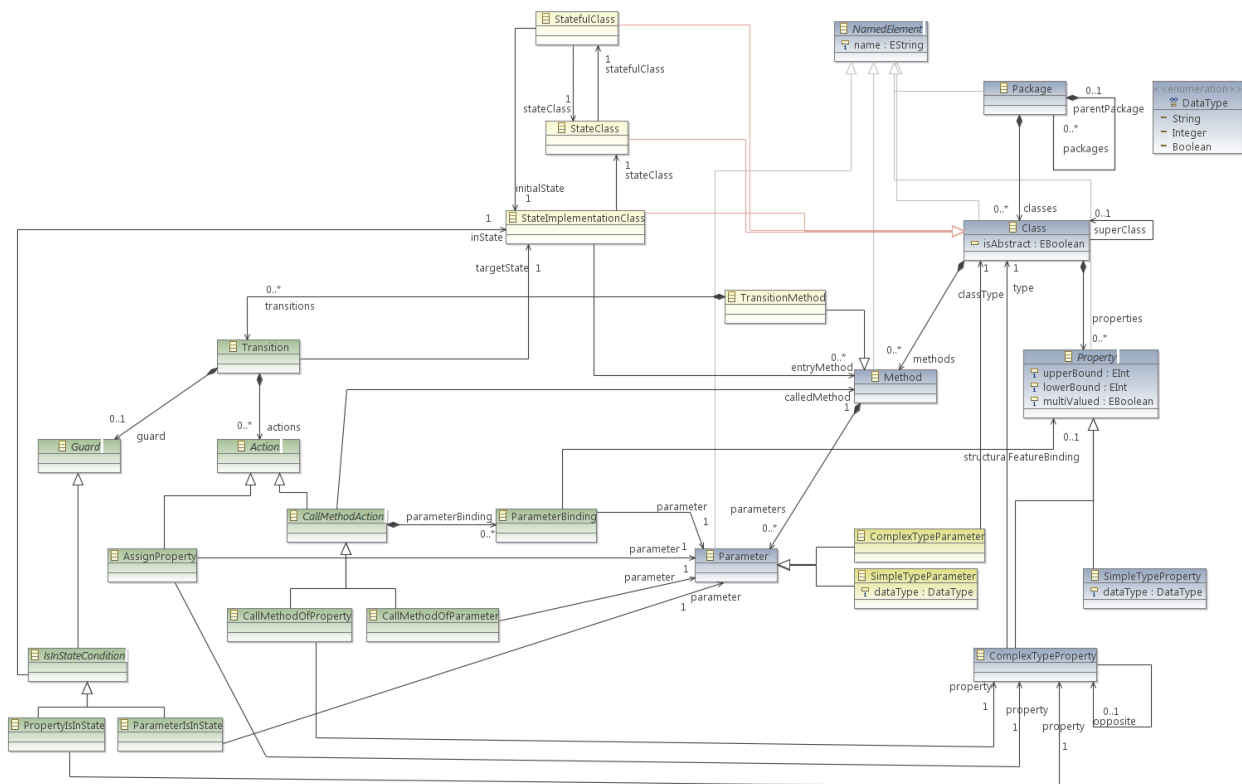 StatefulClass
NamedElement
name : EString
1
statefulClass
1
stateClass
Package
0..1
parentPackage
0..*
packages
<<enumeration>>
DataType
String
Integer
Boolean
StateClass
1
stateClass
initialState
1
StateImplementationClass
1
inState
targetState
1
0..*
classes
Class
isAbstract : EBoolean
0..1
superClass
1
classType
1
type
0..*
transitions
TransitionMethod
properties
0..*
Transition
0..*
methods
entryMethod
0..*
Method
calledMethod
1
Property
upperBound : EInt
lowerBound : EInt
multiValued : EBoolean
0..1
guard
0..*
actions
Guard
Action
0..1
structuralFeatureBinding
CallMethodAction
parameterBinding
0..*
ParameterBinding
parameter
1
parameters
0..*
ComplexTypeParameter
AssignProperty
parameter
1
Parameter
SimpleTypeParameter
dataType : DataType
SimpleTypeProperty
dataType : DataType
parameter
1
parameter
1
CallMethodOfProperty
CallMethodOfParameter
IsInStateCondition
ComplexTypeProperty
property
1
property
1
property
1
0..1
opposite
PropertyIsInState
ParameterIsInState